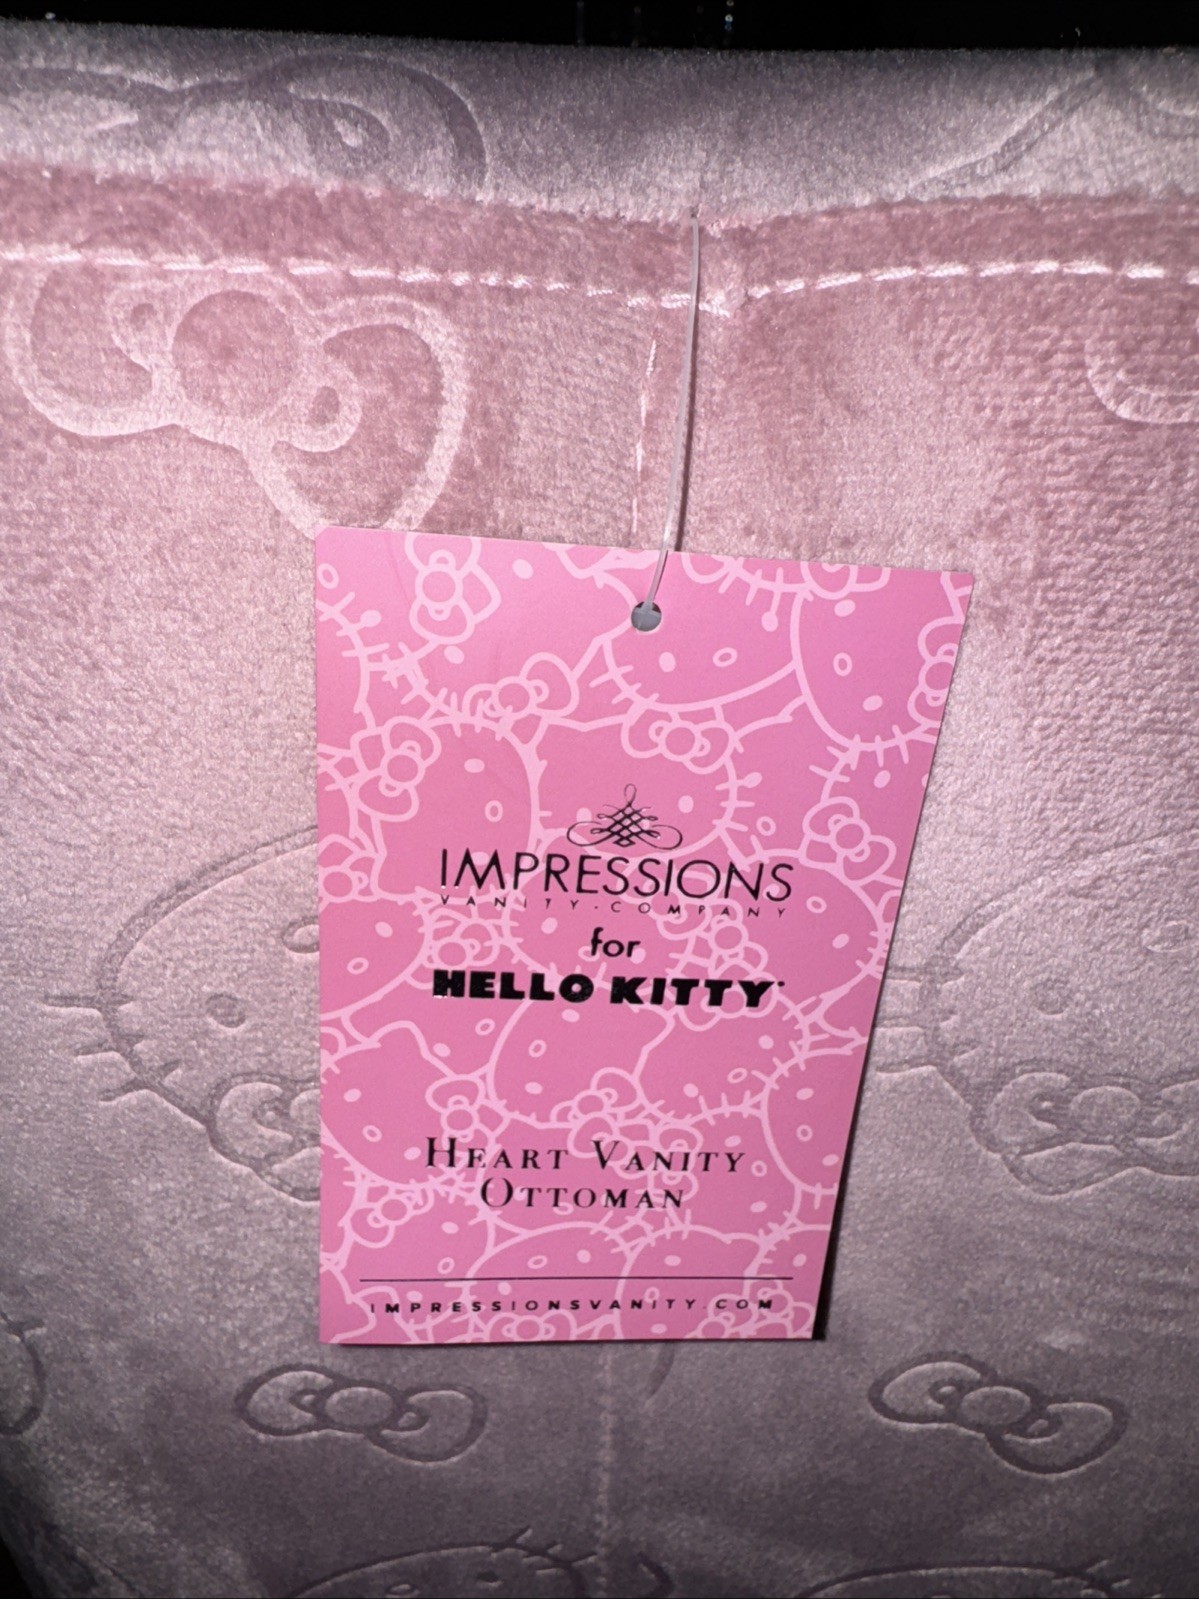 IMPRESSIONS
VANITY·COMPANY
for
HELLO KITTY
HEART VANITY
OTTOMAN
IMPRESSIONSVANITY.COM